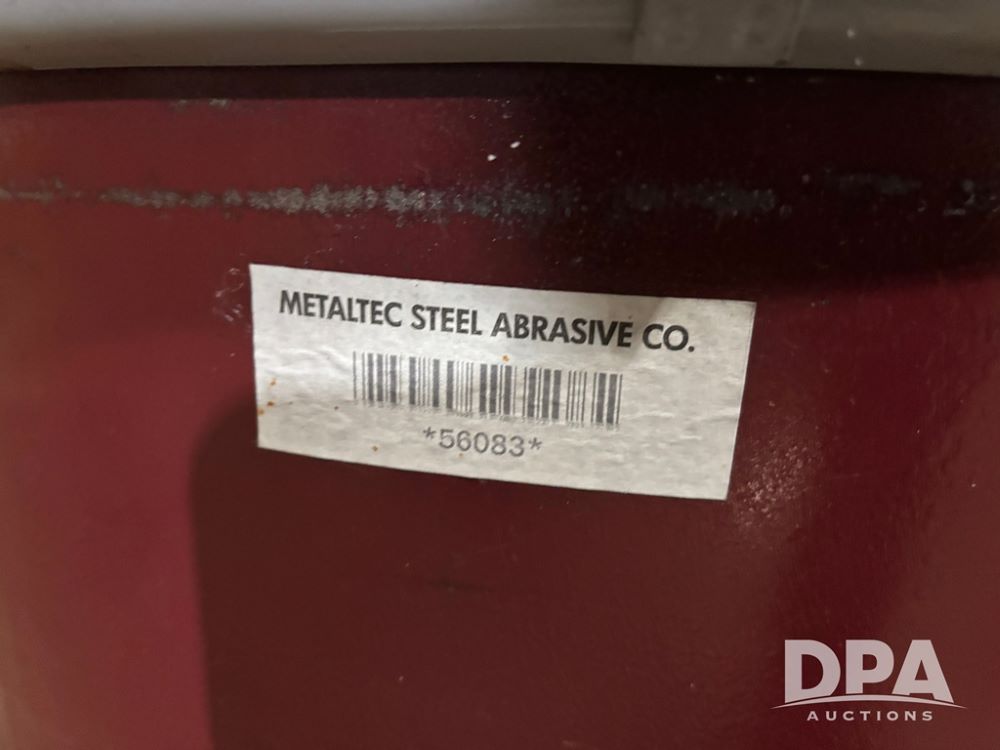 METALTEC STEEL ABRASIVE CO.
*56083*
DPA
AUCTIONS